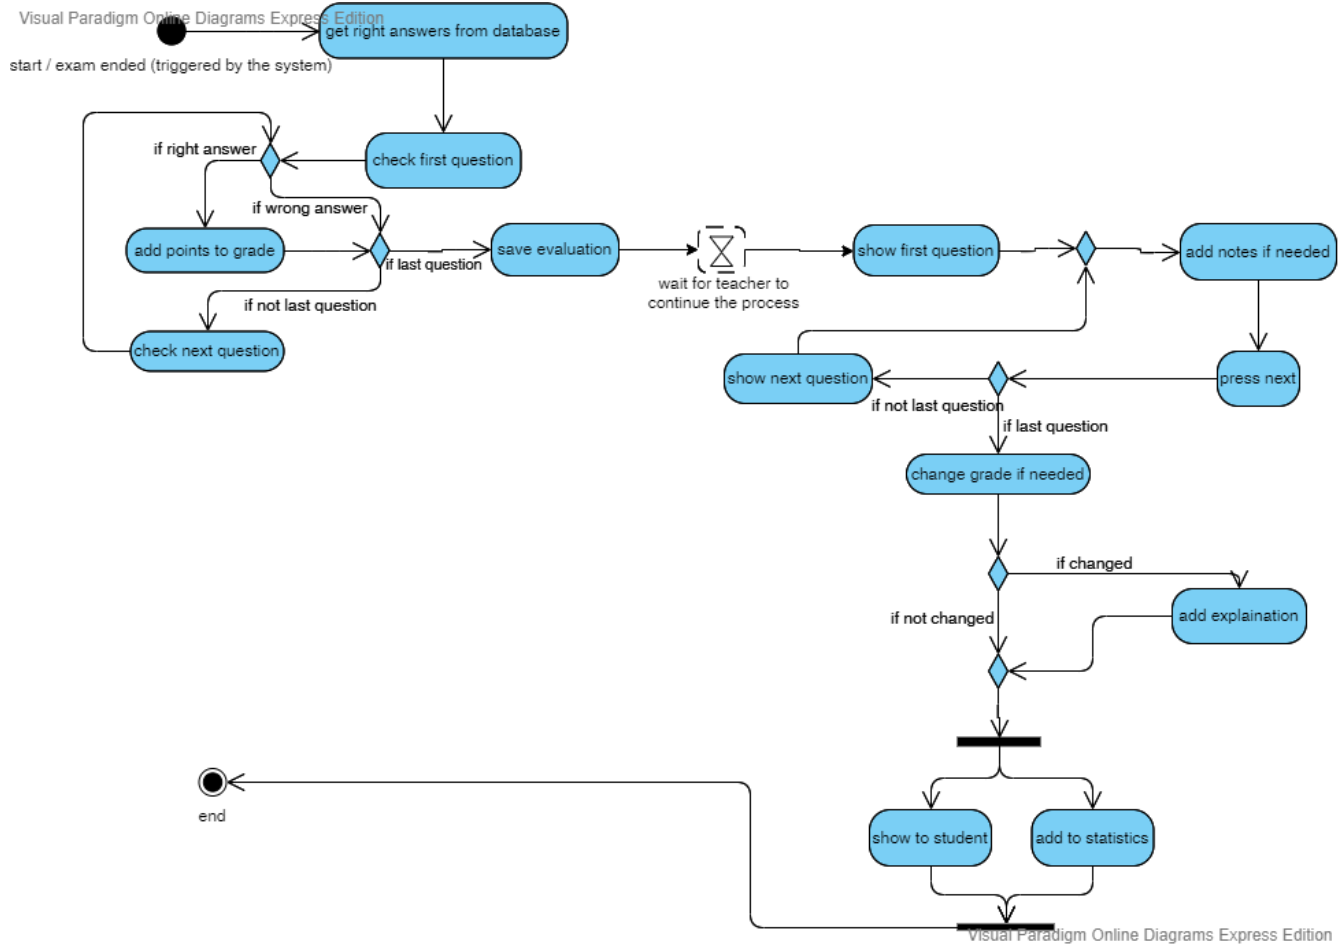 Visual Paradigm Online Diagrams Express Edition
get right answers from database
start / exam ended (triggered by the system)
if right answer
check first question
if wrong answer
add points to grade
if last question
save evaluation
wait for teacher to
continue the process
show first question
add notes if needed
if not last question
check next question
show next question
if not last question
press next
if last question
change grade if needed
if changed
if not changed
add explaination
end
show to student
add to statistics
Visual Paradigm Online Diagrams Express Edition